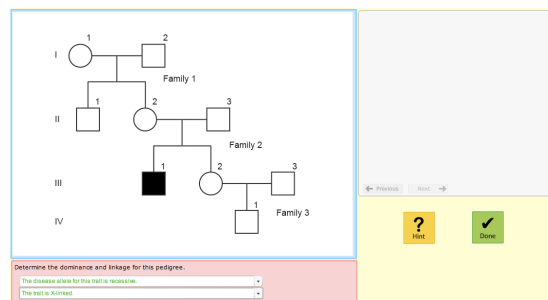 1 2
I
Family 1
1 2 3
II
Family 2
1 2 3
III
1
Family 3
IV
Previous Next
? Hint
Done
Determine the dominance and linkage for this pedigree.
The disease allele for this trait is recessive.
The trait is X-linked.